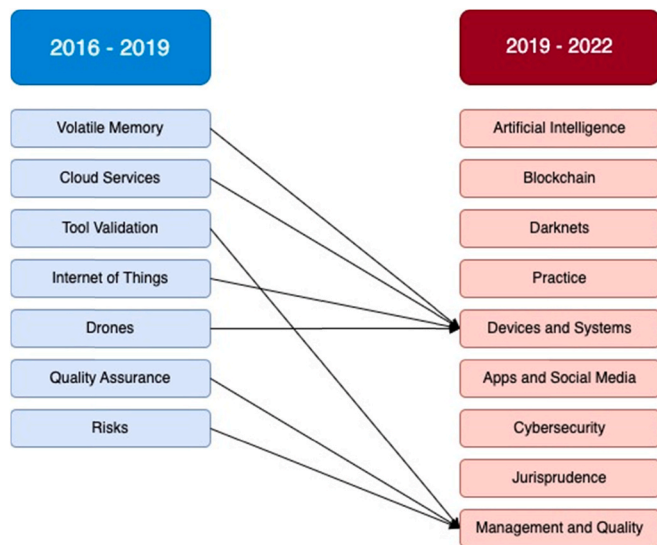 2016 - 2019
2019 - 2022
Volatile Memory
Artificial Intelligence
Cloud Services
Blockchain
Tool Validation
Darknets
Internet of Things
Practice
Drones
Devices and Systems
Quality Assurance
Apps and Social Media
Risks
Cybersecurity
Jurisprudence
Management and Quality